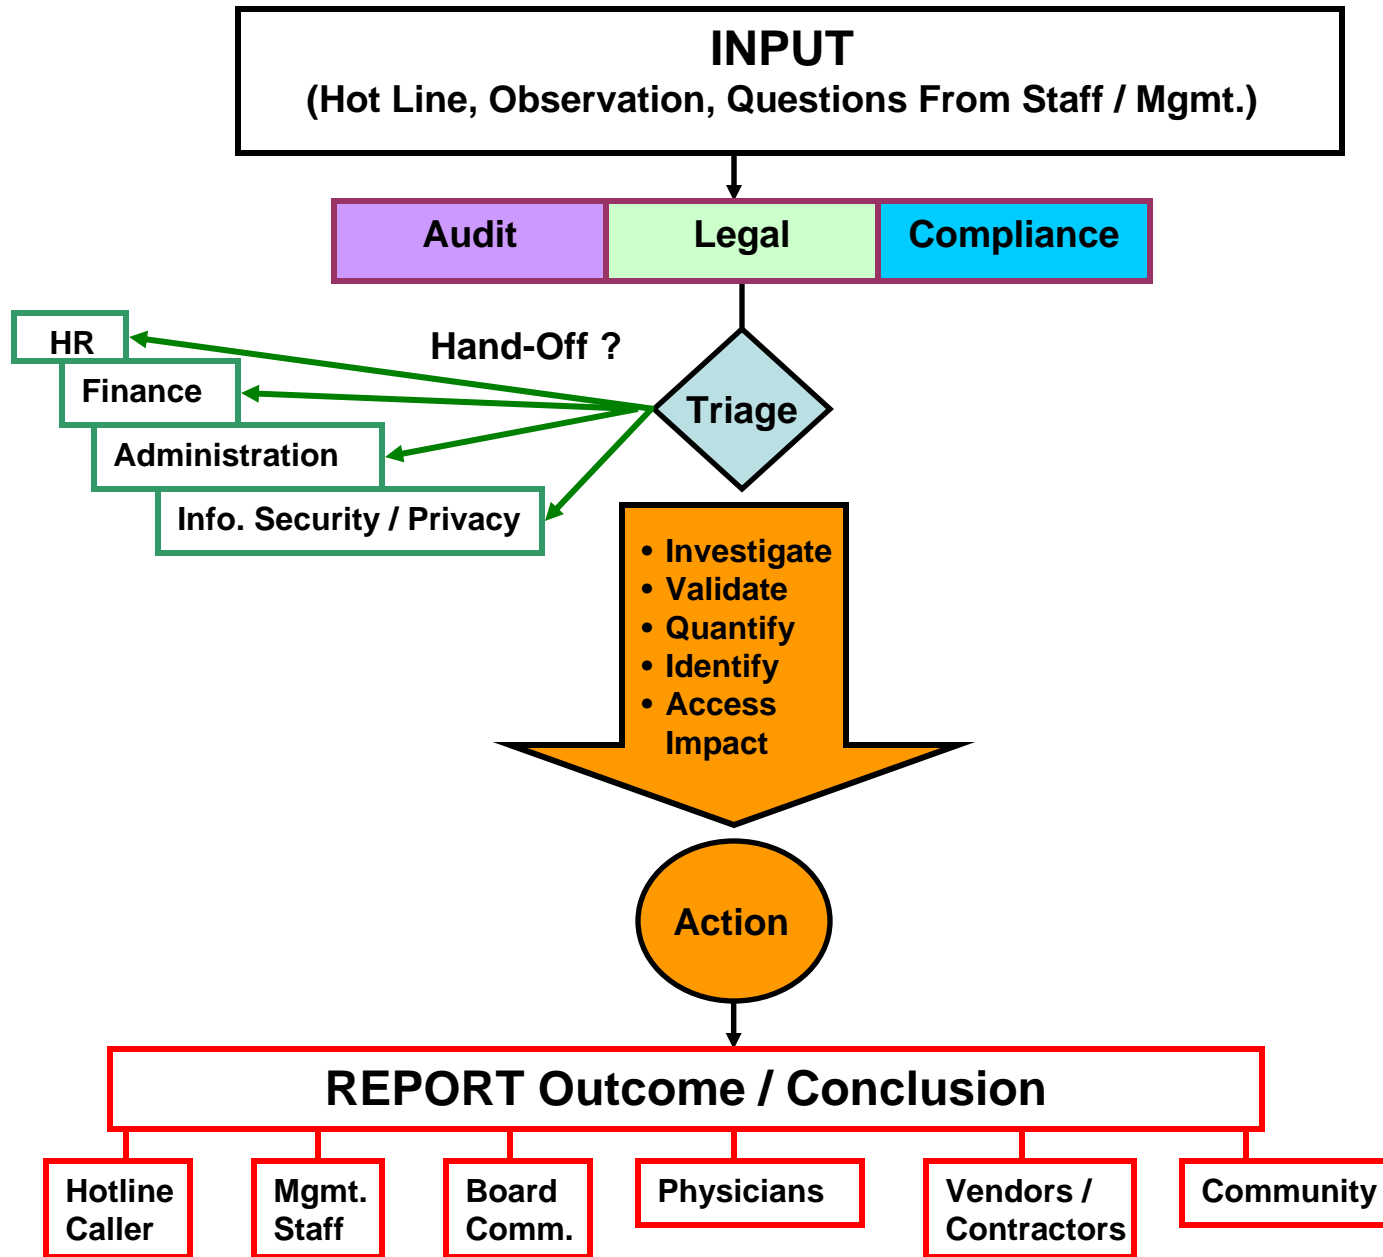 INPUT
(Hot Line, Observation, Questions From Staff / Mgmt.)
Audit
Legal
Compliance
Hand-Off ?
HR
Finance
Administration
Info. Security / Privacy
Triage
• Investigate
• Validate
• Quantify
• Identify
• Access
Impact
Action
REPORT Outcome / Conclusion
Hotline
Caller
Mgmt.
Staff
Board
Comm.
Physicians
Vendors /
Contractors
Community